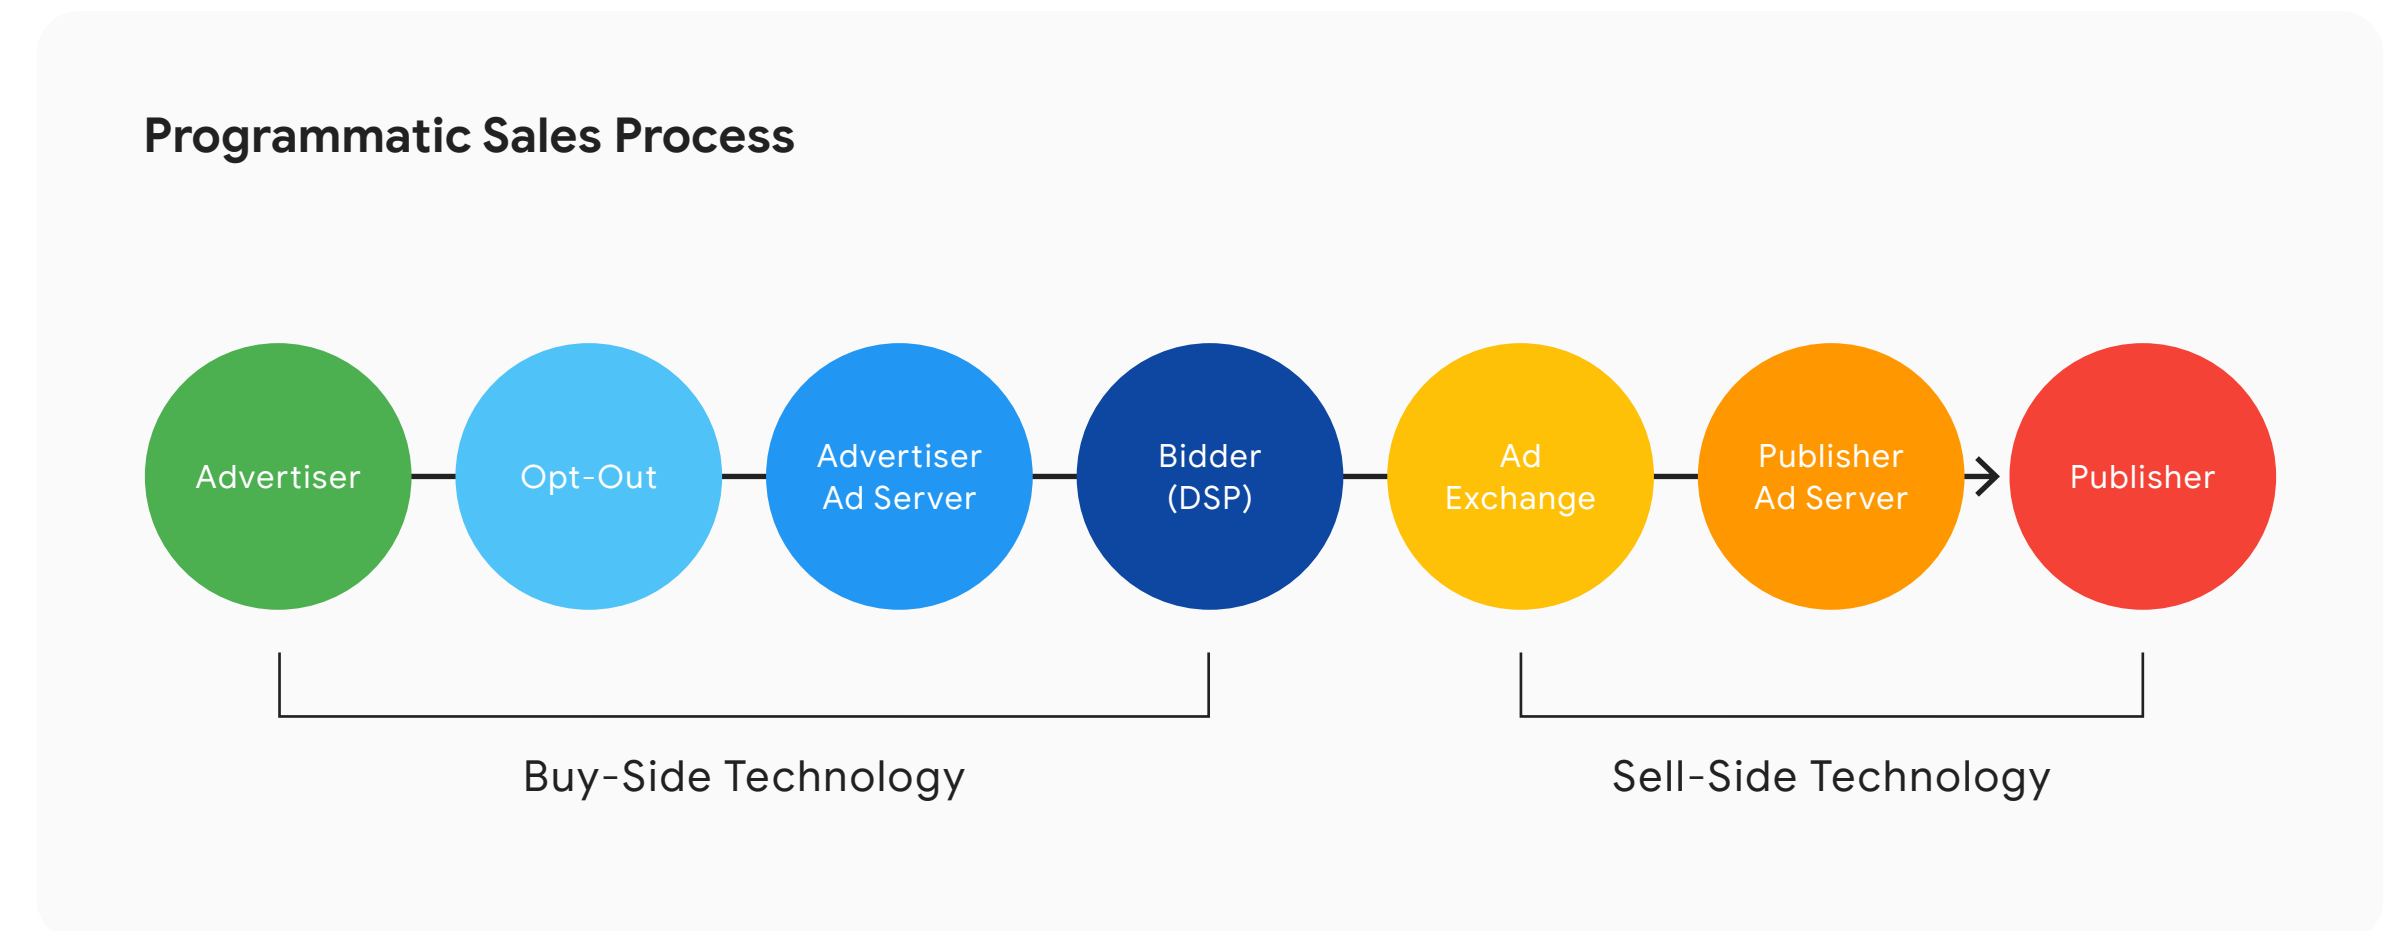 Programmatic Sales Process
Advertiser
Opt-Out
Advertiser
Ad Server
Bidder
(DSP)
Ad
Exchange
Publisher
Ad Server
Publisher
Buy-Side Technology
Sell-Side Technology